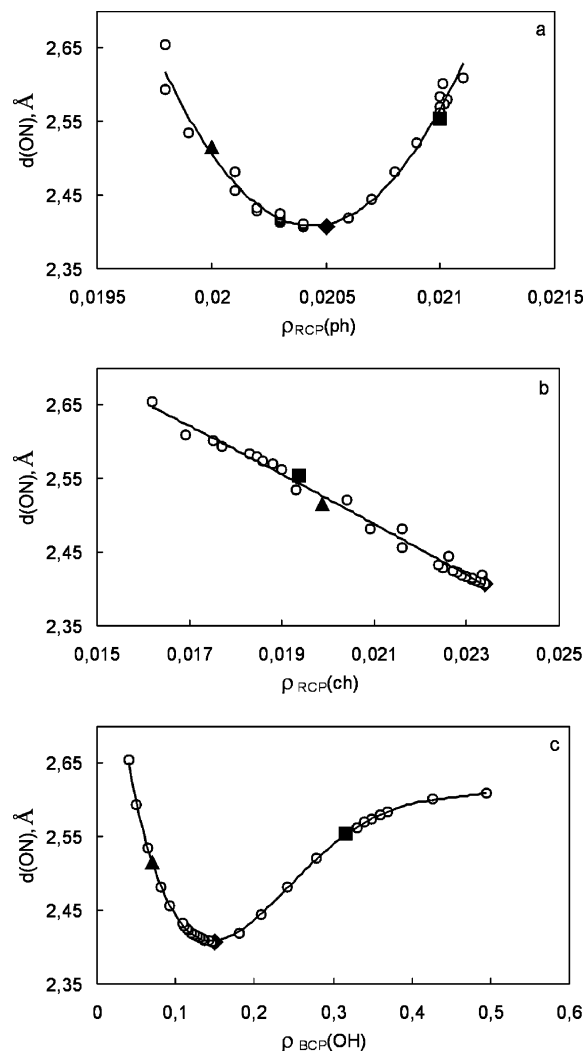 a
2,65
2,55
2,45
2,35
d(ON), Å
0,0195 0,02 0,0205 0,021 0,0215
ρRCP(ph)
b
2,65
2,55
2,45
2,35
d(ON), Å
0,015 0,017 0,019 0,021 0,023 0,025
ρRCP(ch)
c
2,65
2,55
2,45
2,35
d(ON), Å
0 0,1 0,2 0,3 0,4 0,5 0,6
ρBCP(OH)